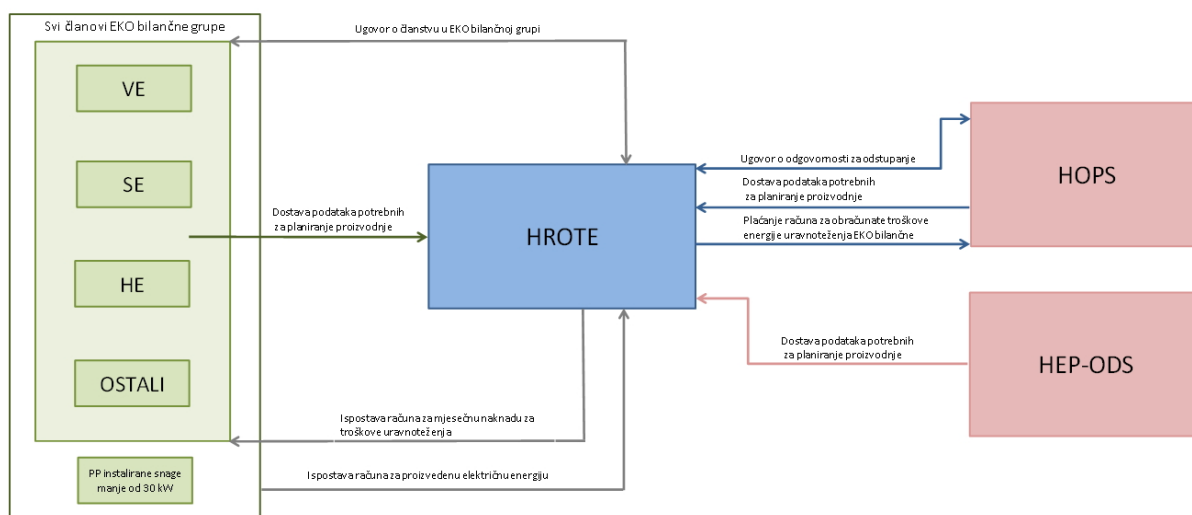 Svi članovi EKO bilančne grupe
VE
SE
HE
OSTALI
PP instalirane snage
manje od 30 kW
Ugovor o članstvu u EKO bilančnoj grupi
Dostava podataka potrebnih
za planiranje proizvodnje
HROTE
Ispostava računa za mjesečnu naknadu za
troškove uravnoteženja
Ispostava računa za proizvedenu električnu energiju
Ugovor o odgovornosti za odstupanje
Dostava podataka potrebnih
za planiranje proizvodnje
Plaćanje računa za obračunate troškove
energije uravnoteženja EKO bilančne
HOPS
Dostava podataka potrebnih
za planiranje proizvodnje
HEP-ODS